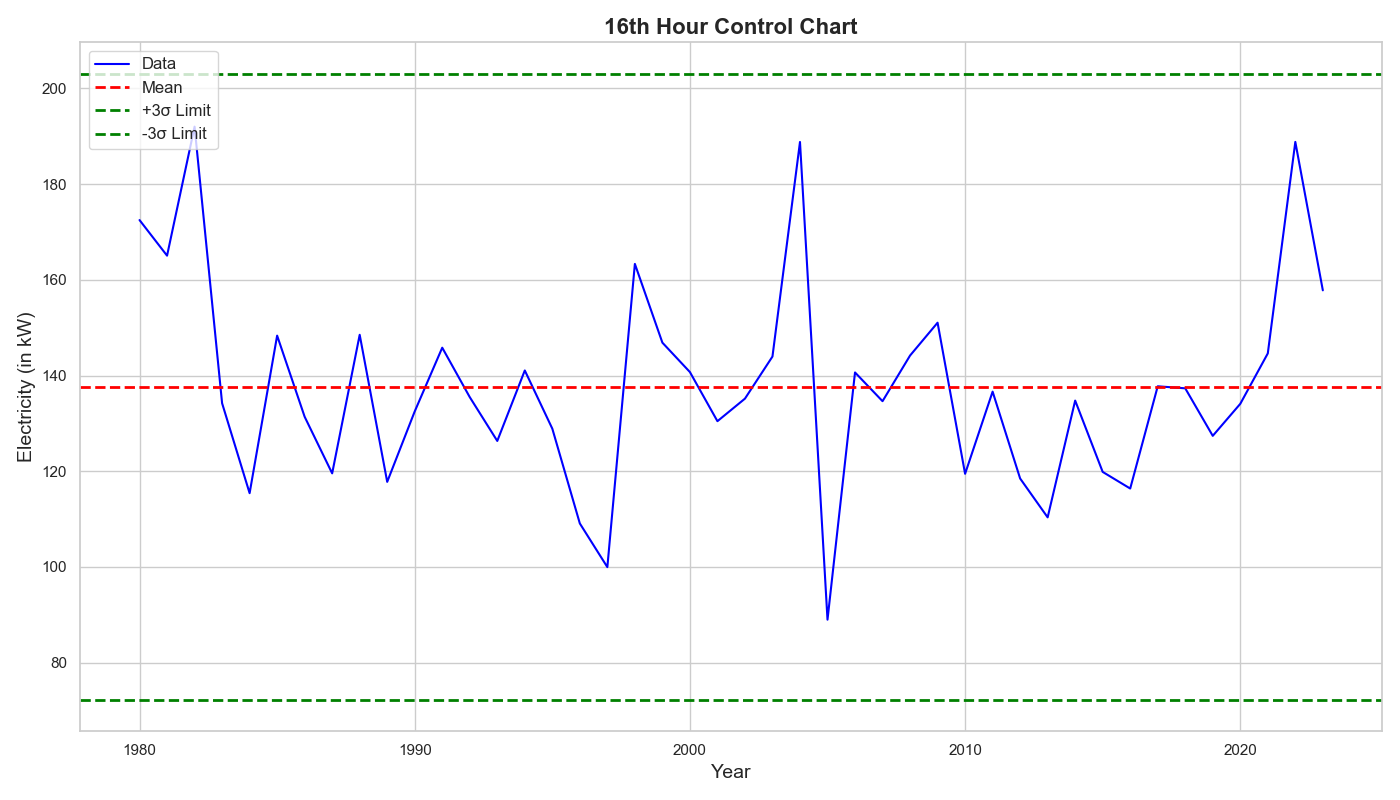 16th Hour Control Chart
Data
Mean
+3σ Limit
-3σ Limit
Electricity (in kW)
200
180
160
140
120
100
80
1980
1990
2000
2010
2020
Year